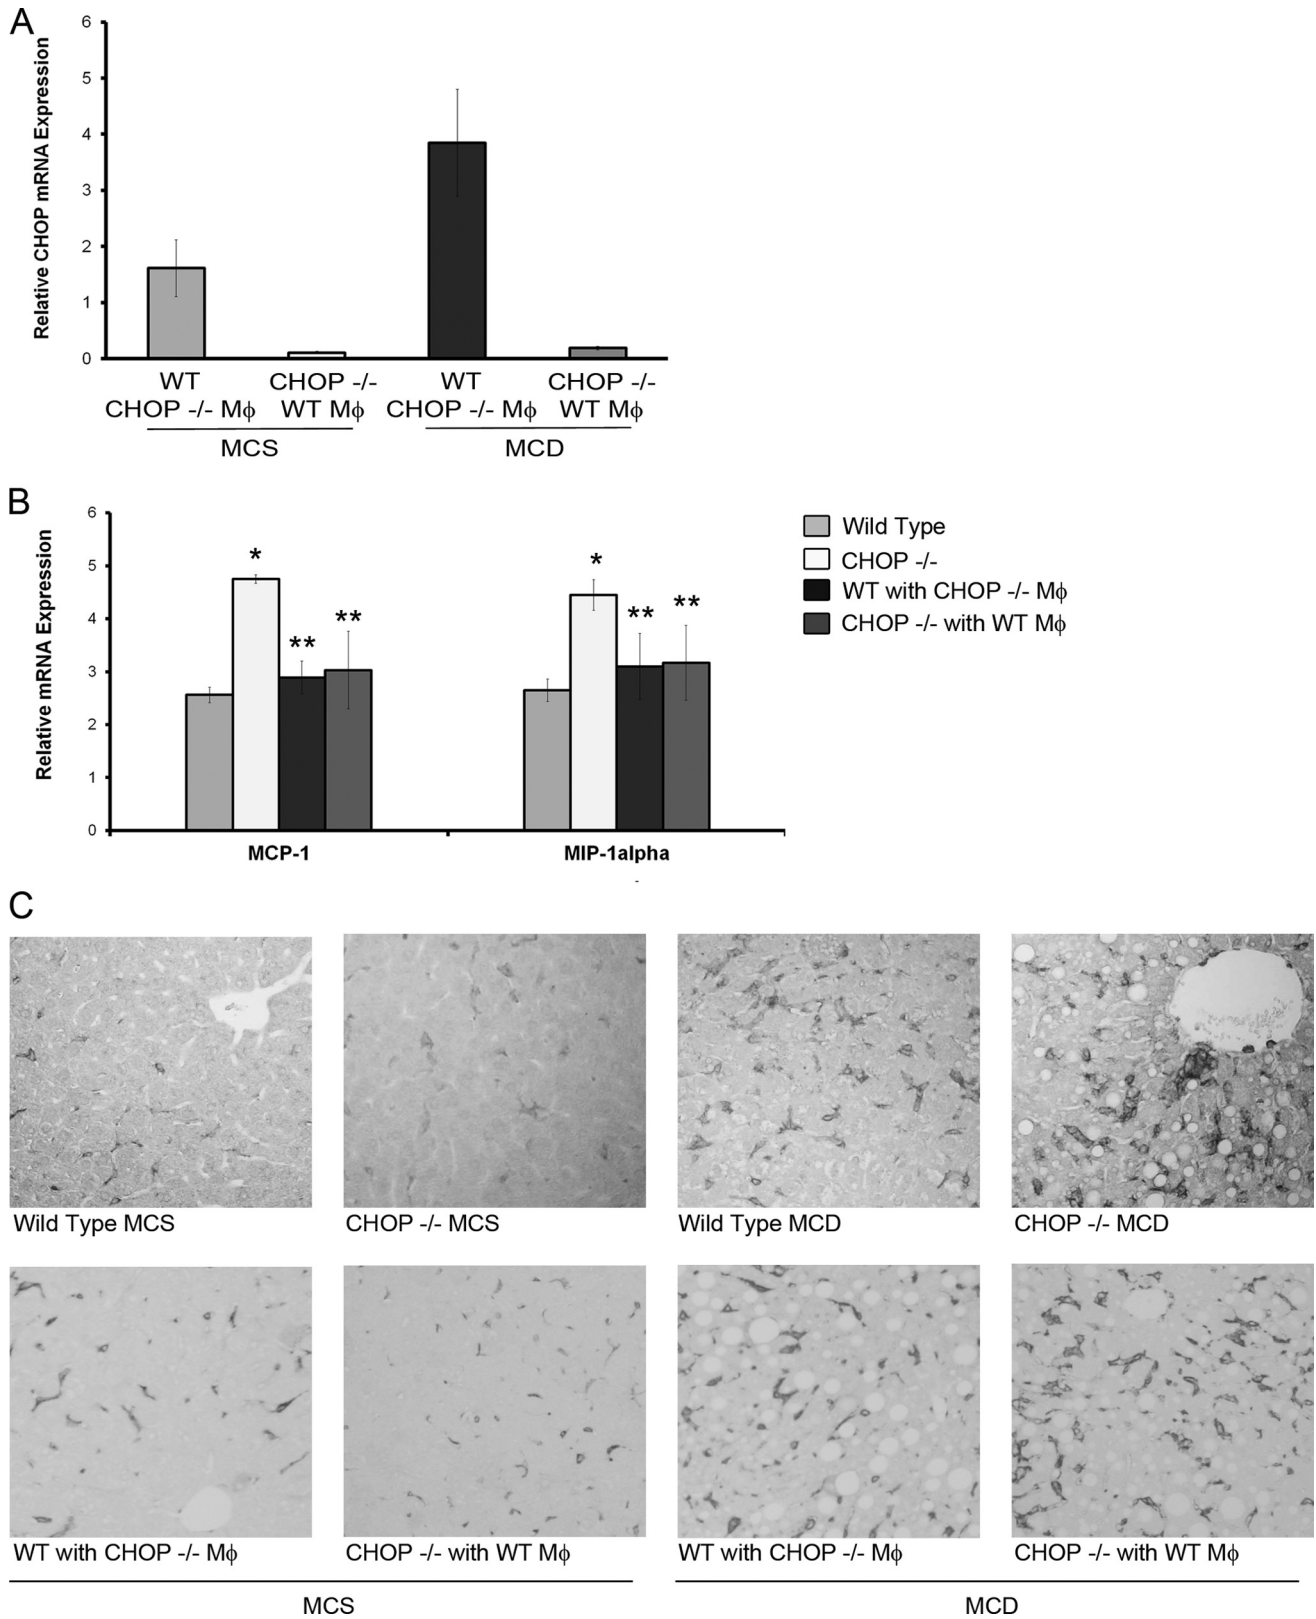 A
Relative CHOP mRNA Expression
6
5
4
3
2
1
0
WT
CHOP -/- Mϕ
CHOP -/-
WT Mϕ
WT
CHOP -/- Mϕ
CHOP -/-
WT Mϕ
MCS
MCD
B
Relative mRNA Expression
6
5
4
3
2
1
0
*
**
**
*
**
**
MCP-1
MIP-1alpha
Wild Type
CHOP -/-
WT with CHOP -/- Mϕ
CHOP -/- with WT Mϕ
C
Wild Type MCS
CHOP -/- MCS
Wild Type MCD
CHOP -/- MCD
WT with CHOP -/- Mϕ
CHOP -/- with WT Mϕ
WT with CHOP -/- Mϕ
CHOP -/- with WT Mϕ
MCS
MCD